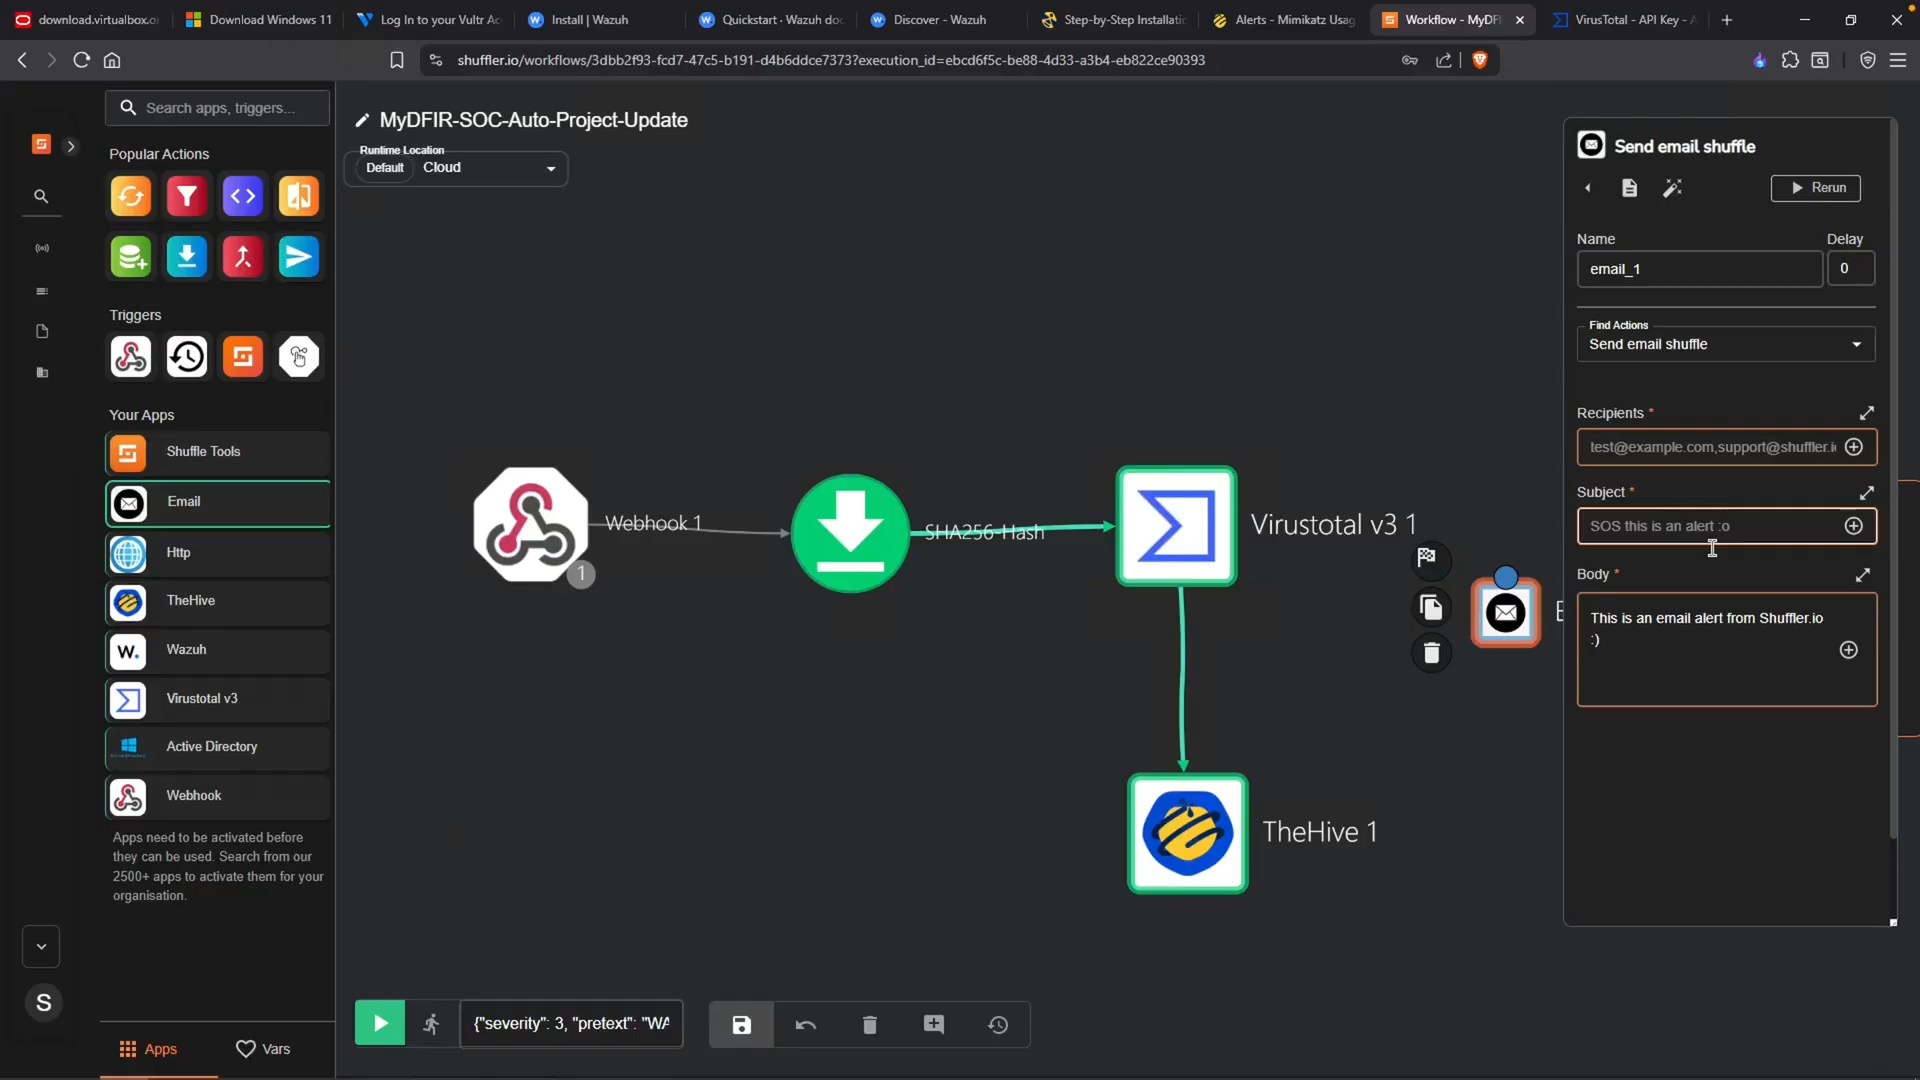 download.virtualbox.or
Download Windows 11
Log In to your Vultr Ac
Install | Wazuh
Quickstart · Wazuh doc
Discover - Wazuh
Step-by-Step Installatio
Alerts - Mimikatz Usag
Workflow - MyDFI
VirusTotal - API Key - A
shuffler.io/workflows/3dbb2f93-fcd7-47c5-b191-d4b6ddce7373?execution_id=ebcd6f5c-be88-4d33-a3b4-eb822ce90393
Search apps, triggers...
Popular Actions
Triggers
Your Apps
Shuffle Tools
Email
Http
TheHive
W.
Wazuh
Virustotal v3
Active Directory
Webhook
Apps need to be activated before
they can be used. Search from our
2500+ apps to activate them for your
organisation.
S
Apps
Vars
MyDFIR-SOC-Auto-Project-Update
Runtime Location
Default
Cloud
Webhook 1
1
SHA256-Hash
Virustotal v3 1
TheHive 1
{"severity": 3, "pretext": "WA
Send email shuffle
Rerun
Name
Delay
email_1
0
Find Actions
Send email shuffle
Recipients *
test@example.com,support@shuffler.i
Subject *
SOS this is an alert :o
Body *
This is an email alert from Shuffler.io
:)